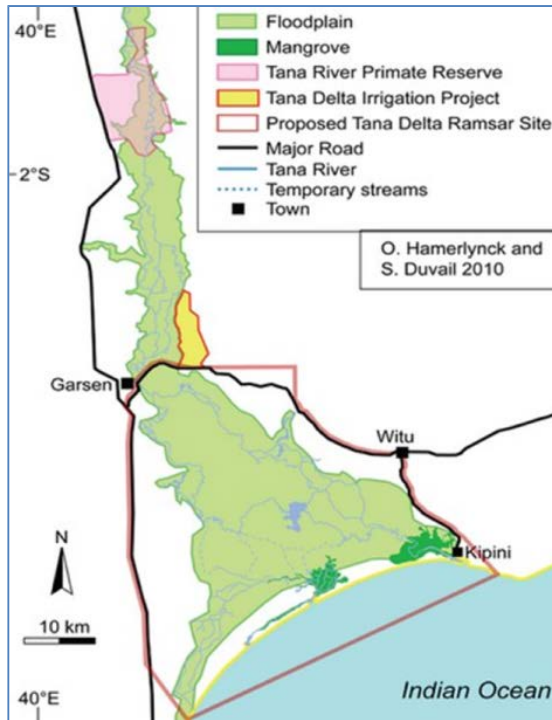 40°E
Floodplain
Mangrove
Tana River Primate Reserve
Tana Delta Irrigation Project
Proposed Tana Delta Ramsar Site
Major Road
Tana River
Temporary streams
Town
2°S
O. Hamerlynck and
S. Duvail 2010
Garsen
Witu
Kipini
N
10 km
Indian Ocean
40°E